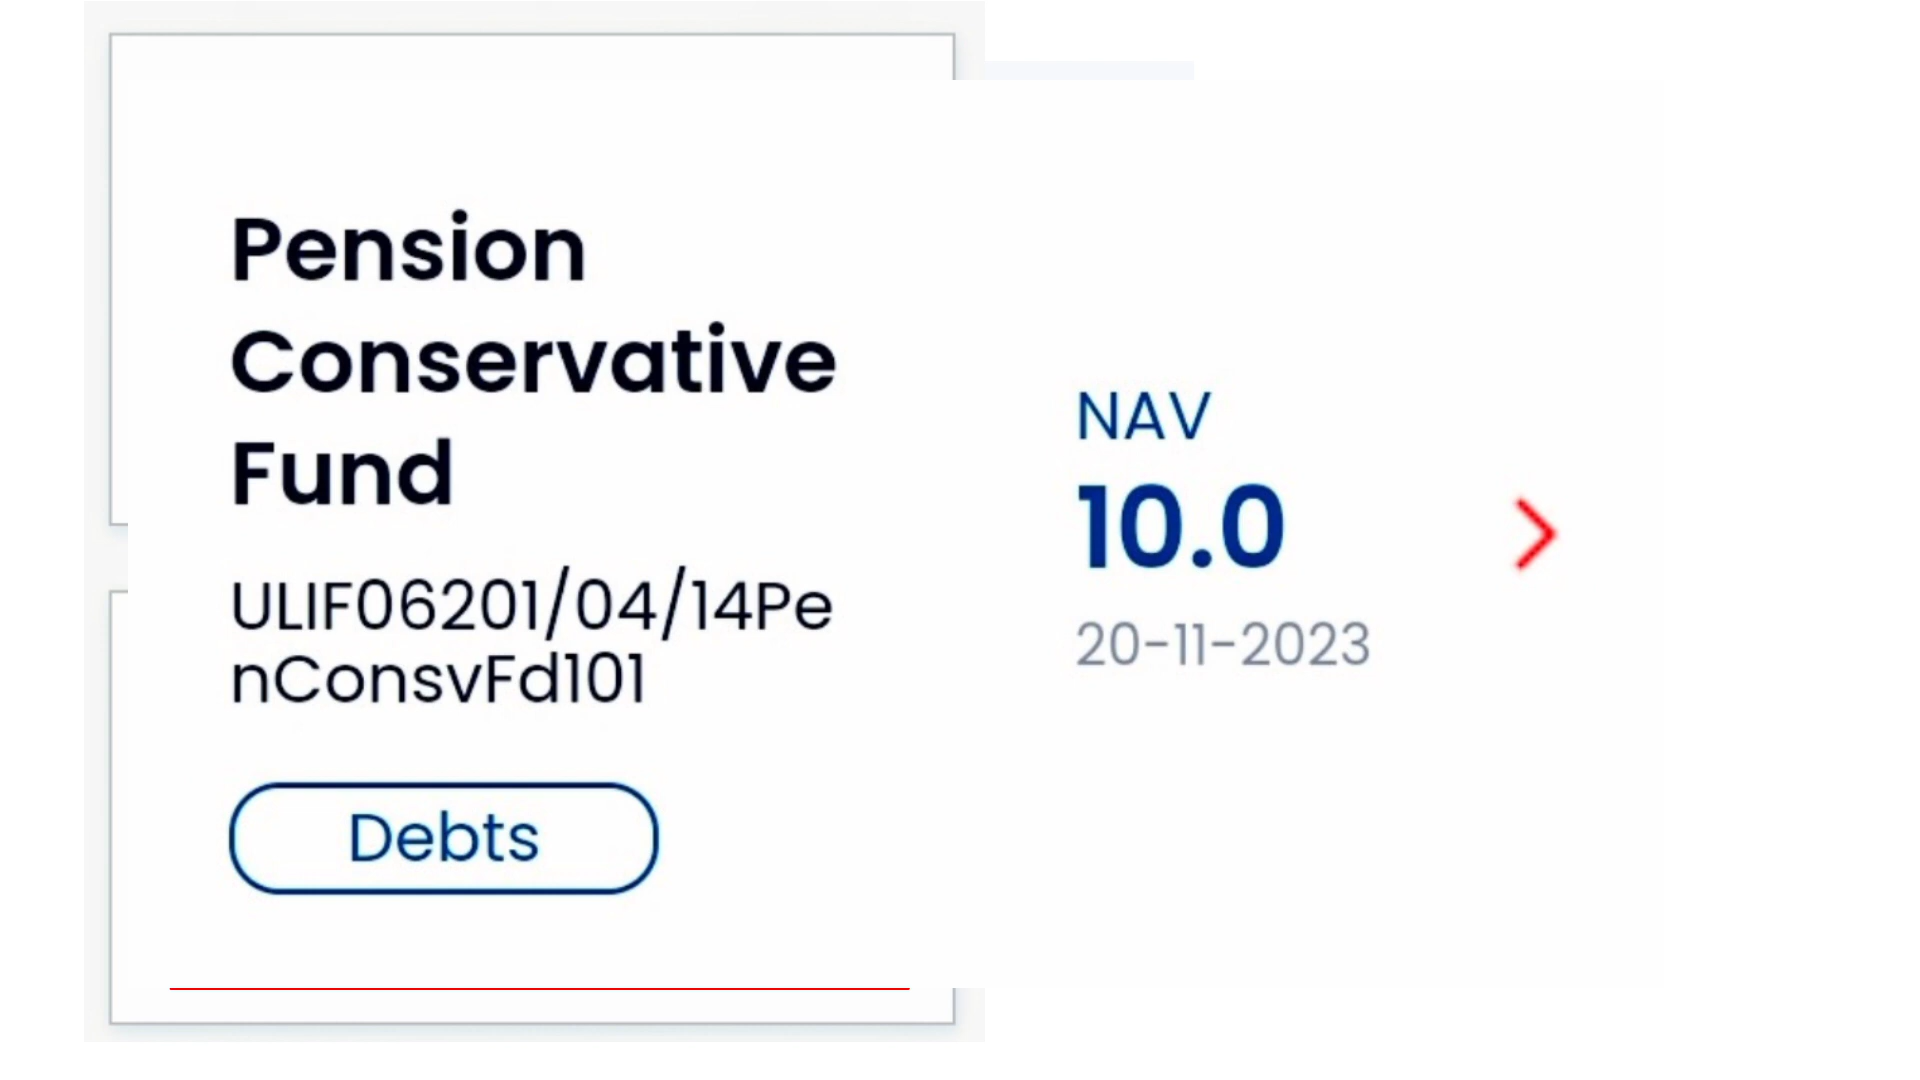 Pension
Conservative
Fund
ULIF06201/04/14Pe
nConsvFd101
Debts
NAV
10.0
20-11-2023